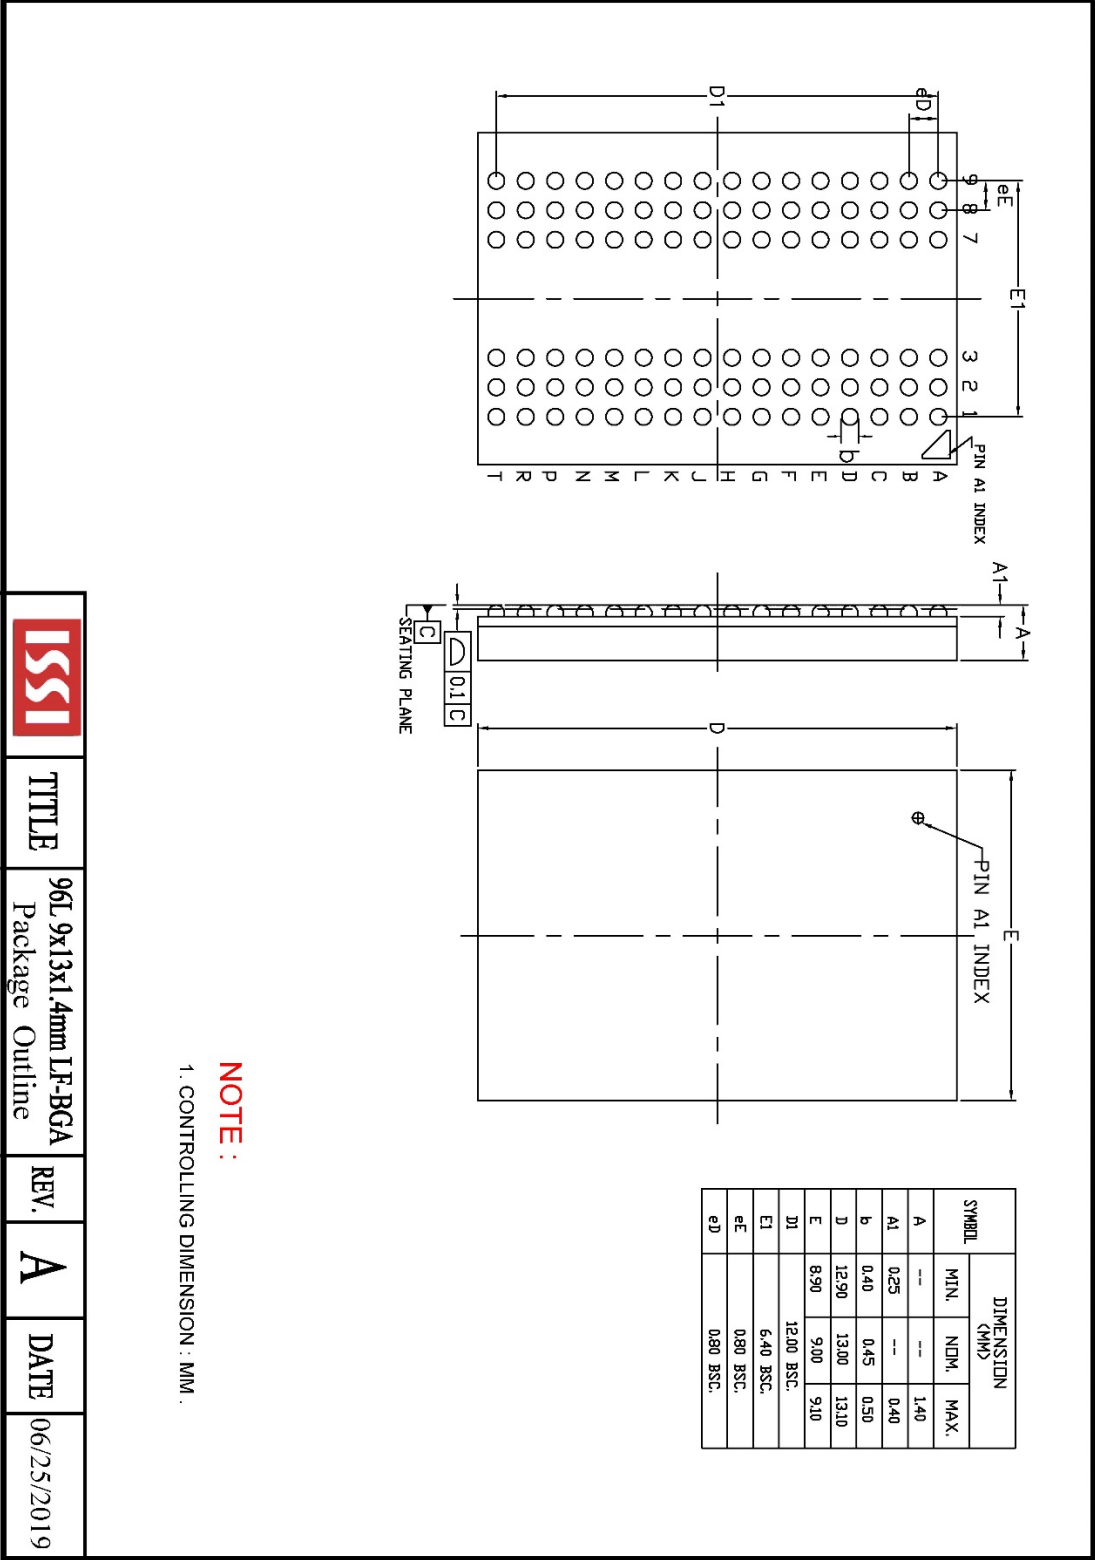 D1
eD
9 8 7 3 2 1
eE
E1
b
PIN A1 INDEX
T R P N M L K J H G F E D C B A
A1
A
C
0.1 C
SEATING PLANE
D
PIN A1 INDEX
E
SYMBOL DIMENSION (MM)
MIN. NOM. MAX.
A -- -- 1.40
A1 0.25 -- 0.40
b 0.40 0.45 0.50
D 12.90 13.00 13.10
E 8.90 9.00 9.10
D1 12.00 BSC.
E1 6.40 BSC.
eE 0.80 BSC.
eD 0.80 BSC.
NOTE :
1. CONTROLLING DIMENSION : MM .
ISSI
TITLE
96L 9x13x1.4mm LF-BGA
Package Outline
REV.
A
DATE
06/25/2019